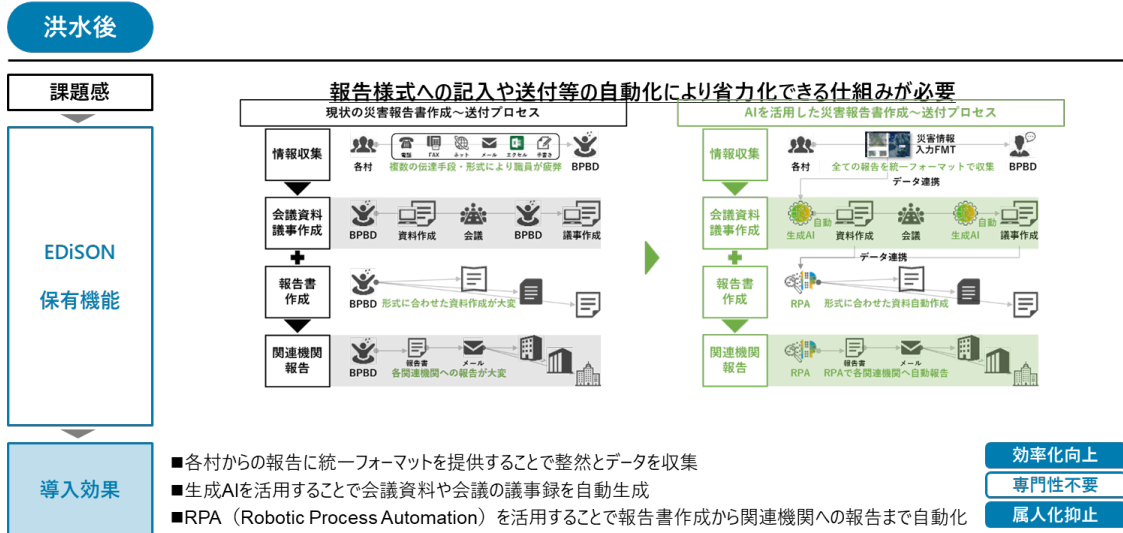 洪水後
課題感
報告様式への記入や送付等の自動化により省力化できる仕組みが必要
EDiSON
保有機能
現状の災害報告書作成～送付プロセス
情報収集
各村
電話 FAX ネット メール エクセル 手書き
複数の伝達手段・形式により職員が疲弊
BPBD
会議資料
議事作成
BPBD 資料作成 会議 BPBD 議事作成
報告書
作成
BPBD 形式に合わせた資料作成が大変
関連機関
報告
報告書 メール
BPBD 各関連機関への報告が大変
AIを活用した災害報告書作成～送付プロセス
情報収集
災害情報
入力FMT
各村 全ての報告を統一フォーマットで収集 BPBD
データ連携
会議資料
議事作成
自動 自動
生成AI 資料作成 会議 生成AI 議事作成
データ連携
報告書
作成
RPA 形式に合わせた資料自動作成
関連機関
報告
報告書 メール
RPA RPAで各関連機関へ自動報告
導入効果
■各村からの報告に統一フォーマットを提供することで整然とデータを収集
■生成AIを活用することで会議資料や会議の議事録を自動生成
■RPA（Robotic Process Automation）を活用することで報告書作成から関連機関への報告まで自動化
効率化向上
専門性不要
属人化抑止